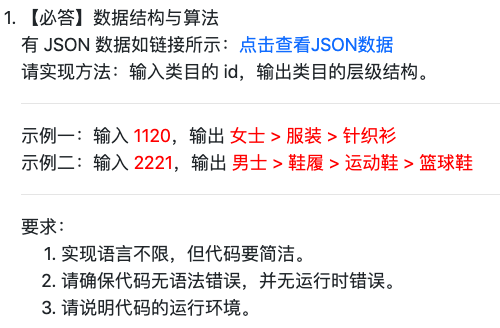 1. 【必答】数据结构与算法
有 JSON 数据如链接所示：点击查看JSON数据
请实现方法：输入类目的 id，输出类目的层级结构。
示例一：输入 1120，输出 女士 > 服装 > 针织衫
示例二：输入 2221，输出 男士 > 鞋履 > 运动鞋 > 篮球鞋
要求：
1. 实现语言不限，但代码要简洁。
2. 请确保代码无语法错误，并无运行时错误。
3. 请说明代码的运行环境。